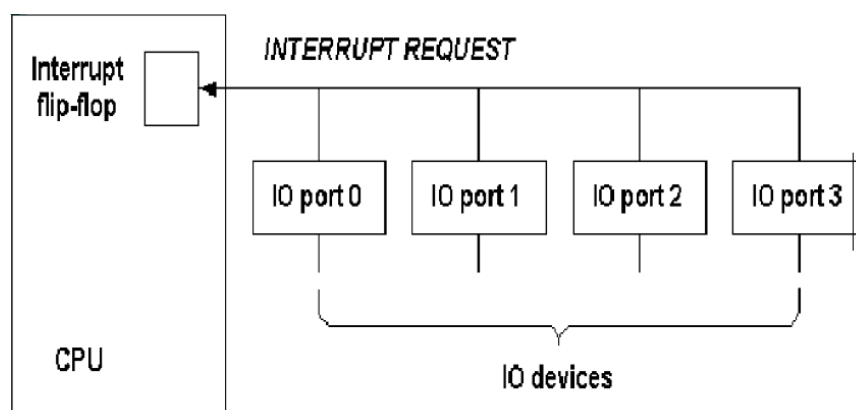 INTERRUPT REQUEST
Interrupt
flip-flop
IO port 0
IO port 1
IO port 2
IO port 3
CPU
IO devices